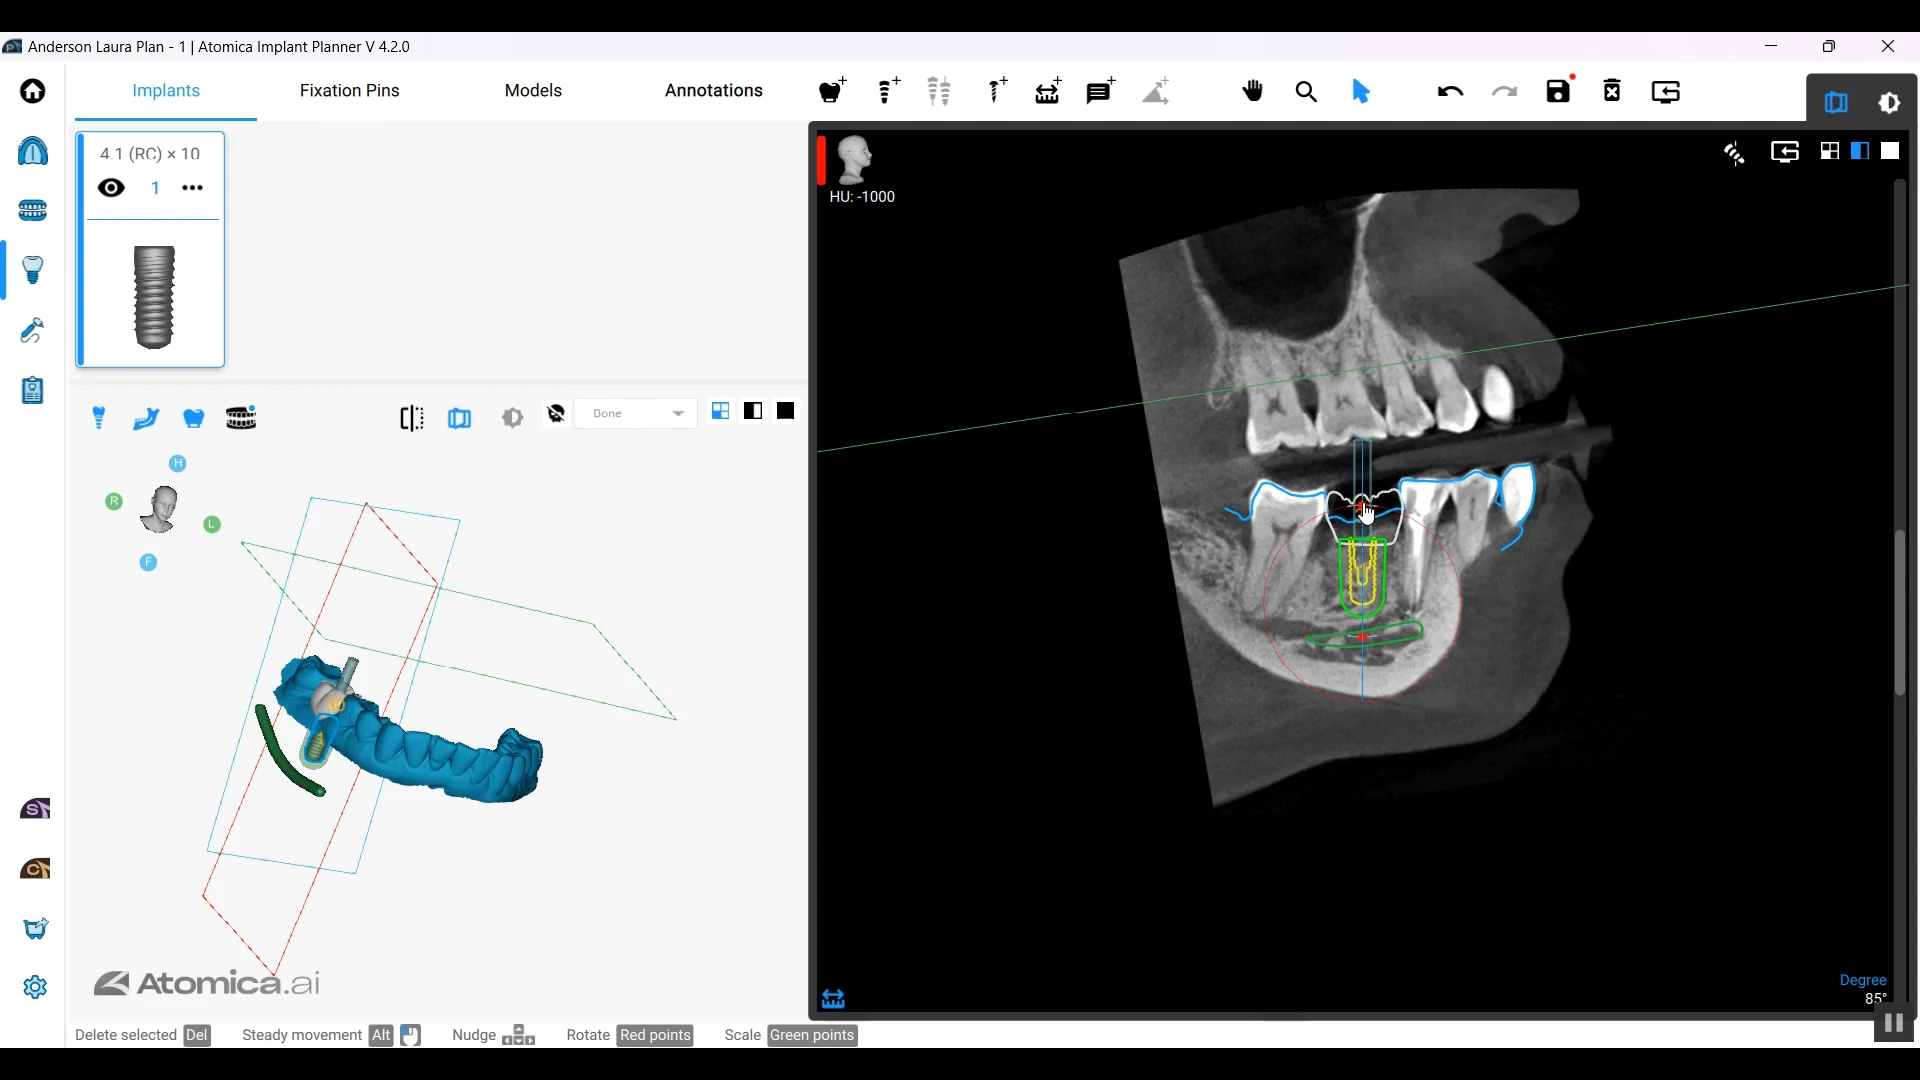 Anderson Laura Plan - 1 | Atomica Implant Planner V 4.2.0
Implants
Fixation Pins
Models
Annotations
4.1 (RC) × 10
1
HU: -1000
Done
H
R
L
F
30
S
C
Atomica.ai
Degree
85°
Delete selected Del
Steady movement Alt
Nudge
Rotate Red points
Scale Green points